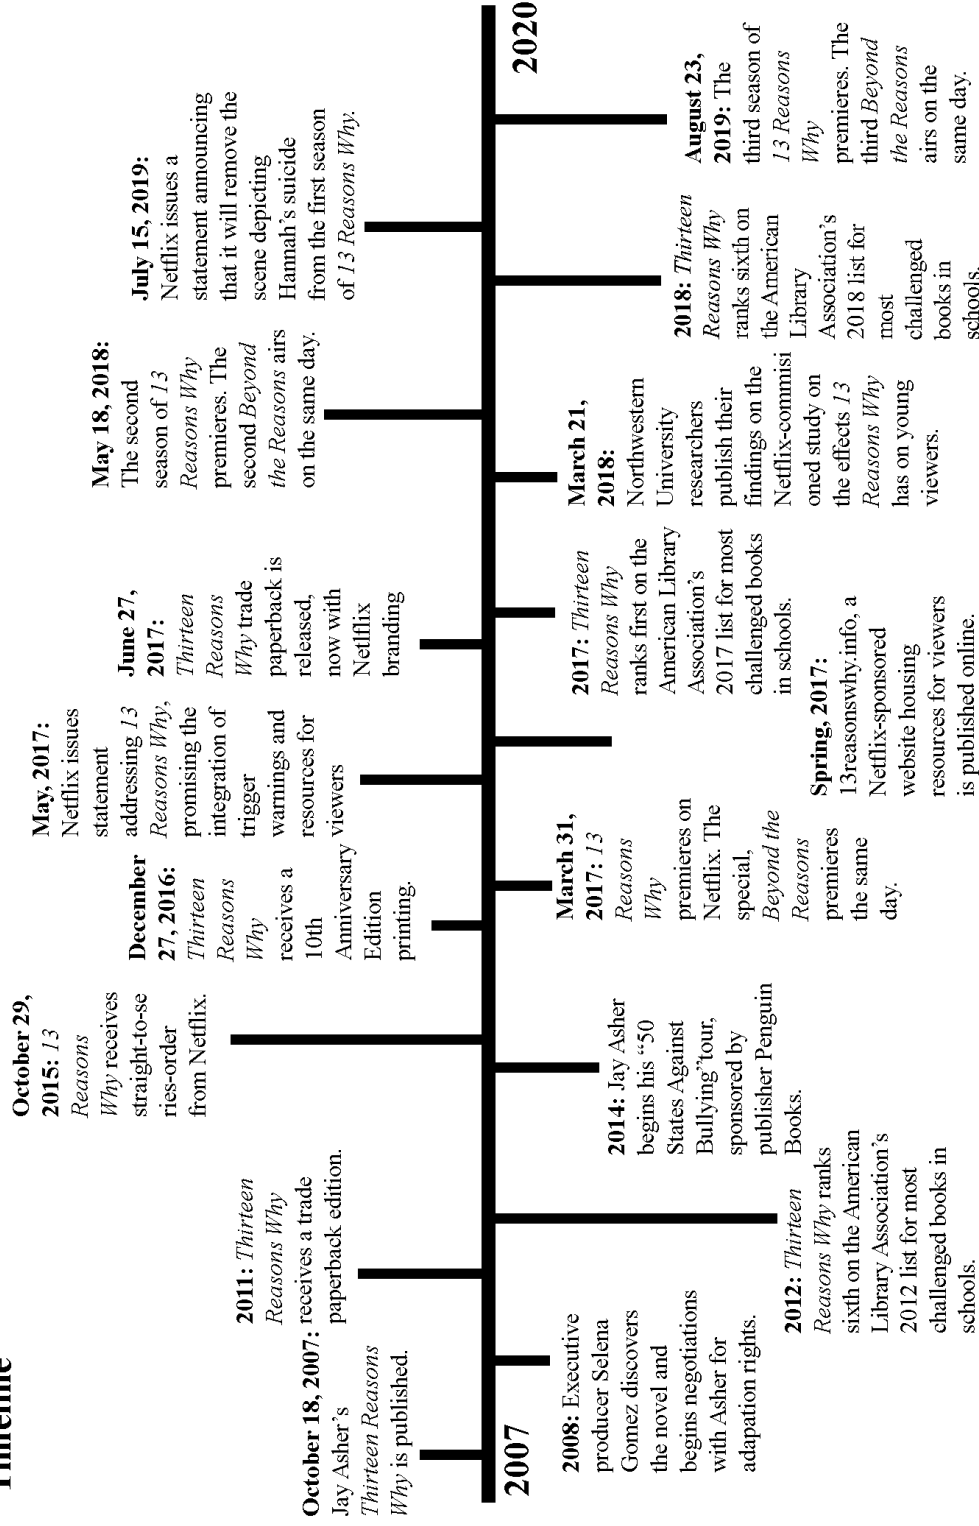 Timeline
October 18, 2007:
Jay Asher's
Thirteen Reasons
Why is published.
2011: Thirteen
Reasons Why
receives a trade
paperback edition.
October 29,
2015: 13
Reasons
Why receives
straight-to-se
ries-order
from Netflix.
December
27, 2016:
Thirteen
Reasons
Why
receives a
10th
Anniversary
Edition
printing.
May, 2017:
Netflix issues
statement
addressing 13
Reasons Why,
promising the
integration of
trigger
warnings and
resources for
viewers
June 27,
2017:
Thirteen
Reasons
Why trade
paperback is
released,
now with
Netlflix
branding
May 18, 2018:
The second
season of 13
Reasons Why
premieres. The
second Beyond
the Reasons airs
on the same day.
July 15, 2019:
Netflix issues a
statement announcing
that it will remove the
scene depicting
Hannah's suicide
from the first season
of 13 Reasons Why.
2007
2020
2008: Executive
producer Selena
Gomez discovers
the novel and
begins negotiations
with Asher for
adapation rights.
2012: Thirteen
Reasons Why ranks
sixth on the American
Library Association's
2012 list for most
challenged books in
schools.
2014: Jay Asher
begins his “50
States Against
Bullying”tour,
sponsored by
publisher Penguin
Books.
March 31,
2017: 13
Reasons
Why
premieres on
Netflix. The
special,
Beyond the
Reasons
premieres
the same
day.
Spring, 2017:
13reasonswhy.info, a
Netflix-sponsored
website housing
resources for viewers
is published online.
2017: Thirteen
Reasons Why
ranks first on the
American Library
Association's
2017 list for most
challenged books
in schools.
March 21,
2018:
Northwestern
University
researchers
publish their
findings on the
Netflix-commisi
oned study on
the effects 13
Reasons Why
has on young
viewers.
2018: Thirteen
Reasons Why
ranks sixth on
the American
Library
Association's
2018 list for
most
challenged
books in
schools.
August 23,
2019: The
third season of
13 Reasons
Why
premieres. The
third Beyond
the Reasons
airs on the
same day.